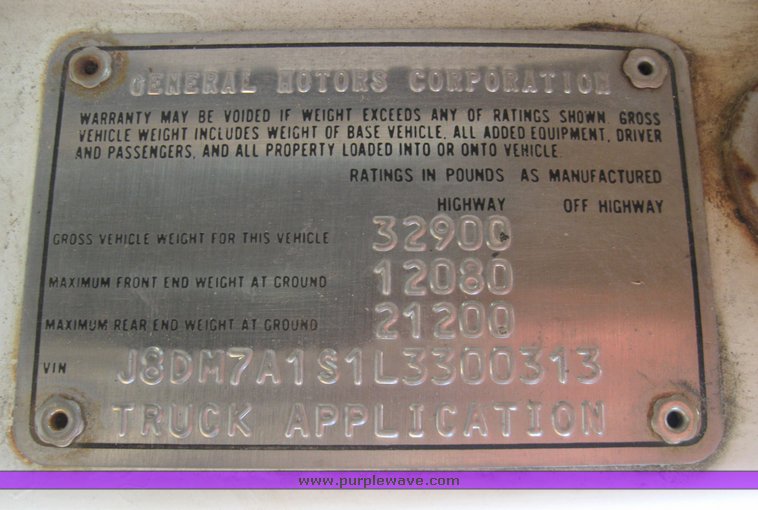 GENERAL MOTORS CORPORATION
WARRANTY MAY BE VOIDED IF WEIGHT EXCEEDS ANY OF RATINGS SHOWN. GROSS
VEHICLE WEIGHT INCLUDES WEIGHT OF BASE VEHICLE, ALL ADDED EQUIPMENT, DRIVER
AND PASSENGERS, AND ALL PROPERTY LOADED INTO OR ONTO VEHICLE.
RATINGS IN POUNDS AS MANUFACTURED
HIGHWAY OFF HIGHWAY
GROSS VEHICLE WEIGHT FOR THIS VEHICLE 32900
MAXIMUM FRONT END WEIGHT AT GROUND 12080
MAXIMUM REAR END WEIGHT AT GROUND 21200
VIN J8DM7A1S1L3300313
TRUCK APPLICATION
www.purplewave.com